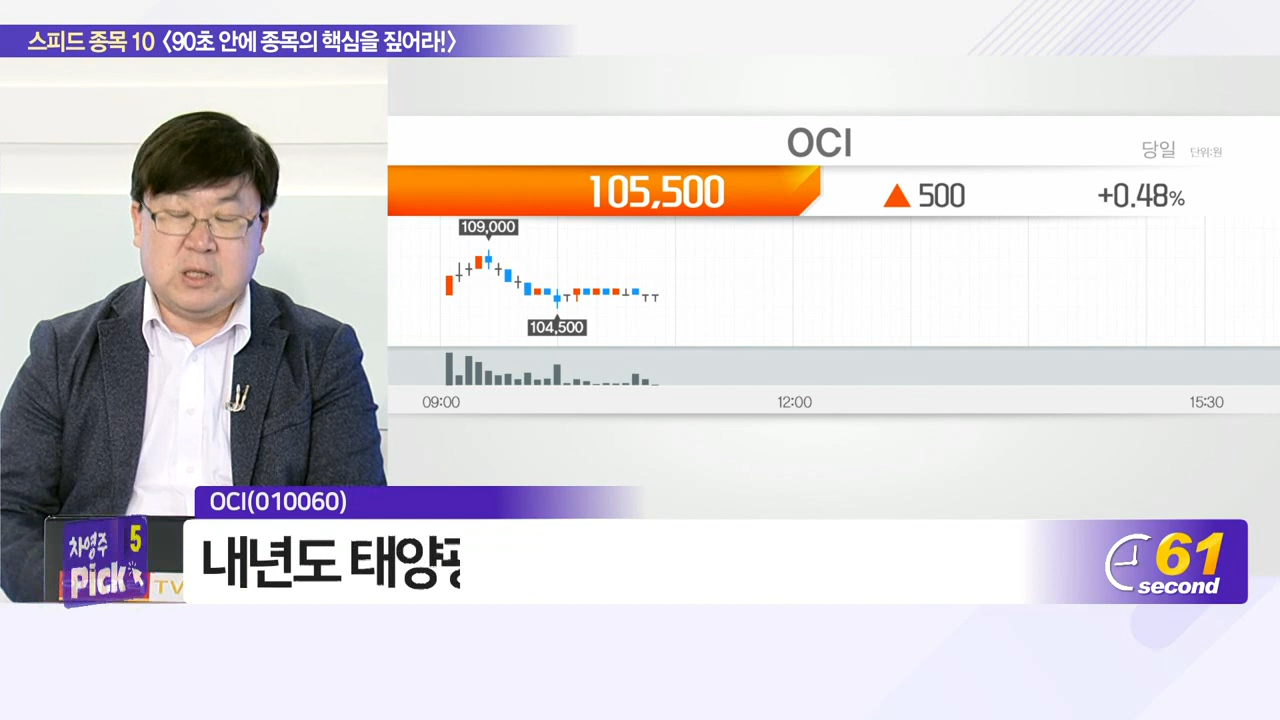 스피드 종목 10 <90초 안에 종목의 핵심을 짚어라!>
OCI
당일 단위:원
105,500 ▲ 500 +0.48%
109,000
104,500
09:00 12:00 15:30
OCI(010060)
차영주 5
Pick
TV
내년도 태양
61
second